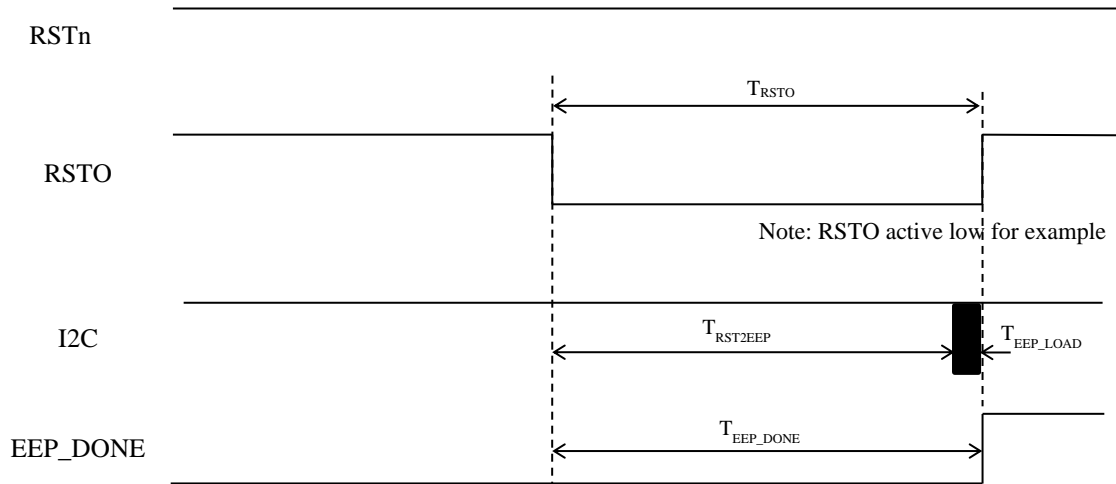 RSTn
T_RSTO
RSTO
Note: RSTO active low for example
I2C
T_RST2EEP
T_EEP_LOAD
EEP_DONE
T_EEP_DONE